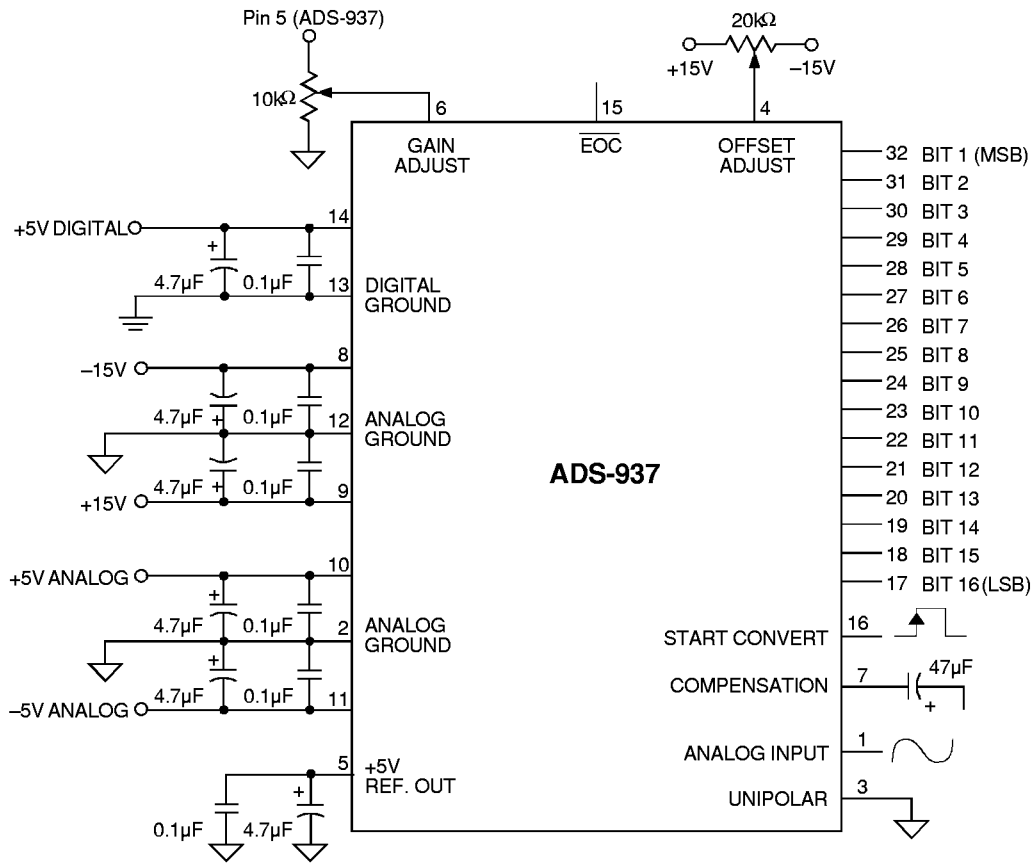 Pin 5 (ADS-937)
20kΩ
+15V
–15V
10kΩ
6
15
4
GAIN
ADJUST
EOC
OFFSET
ADJUST
32 BIT 1 (MSB)
31 BIT 2
30 BIT 3
29 BIT 4
28 BIT 5
27 BIT 6
26 BIT 7
25 BIT 8
24 BIT 9
23 BIT 10
22 BIT 11
21 BIT 12
20 BIT 13
19 BIT 14
18 BIT 15
17 BIT 16 (LSB)
+5V DIGITAL
14
+
4.7µF
0.1µF
13
DIGITAL
GROUND
–15V
8
4.7µF
+
0.1µF
12
ANALOG
GROUND
4.7µF
+
0.1µF
+15V
9
ADS-937
+5V ANALOG
10
+
4.7µF
0.1µF
2
ANALOG
GROUND
+
4.7µF
0.1µF
–5V ANALOG
11
5
+5V
REF. OUT
+
0.1µF
4.7µF
START CONVERT
16
COMPENSATION
7
47µF
+
ANALOG INPUT
1
UNIPOLAR
3